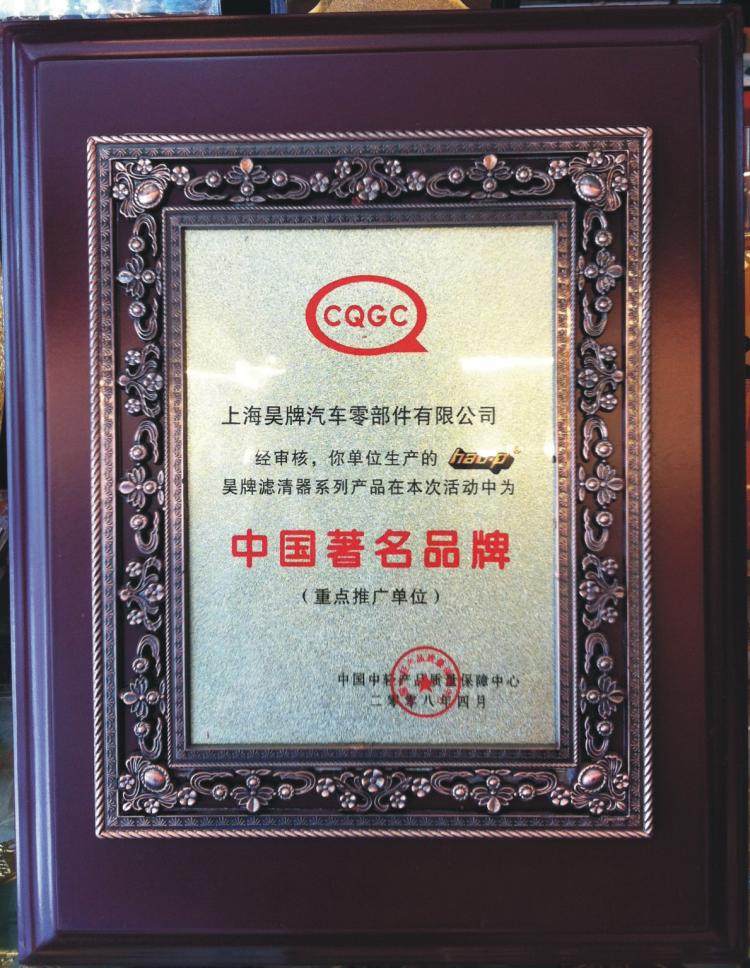 CQGC
上海昊牌汽车零部件有限公司
经审核，你单位生产的 hao-p
昊牌滤清器系列产品在本次活动中为
中国著名品牌
（重点推广单位）
中国中轻产品质量保障中心
二零零八年四月